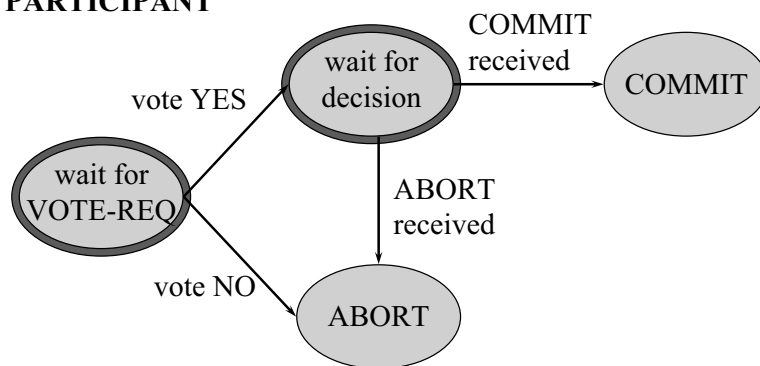 PARTICIPANT
COMMIT
received
wait for
decision
COMMIT
vote YES
wait for
VOTE-REQ
ABORT
received
vote NO
ABORT